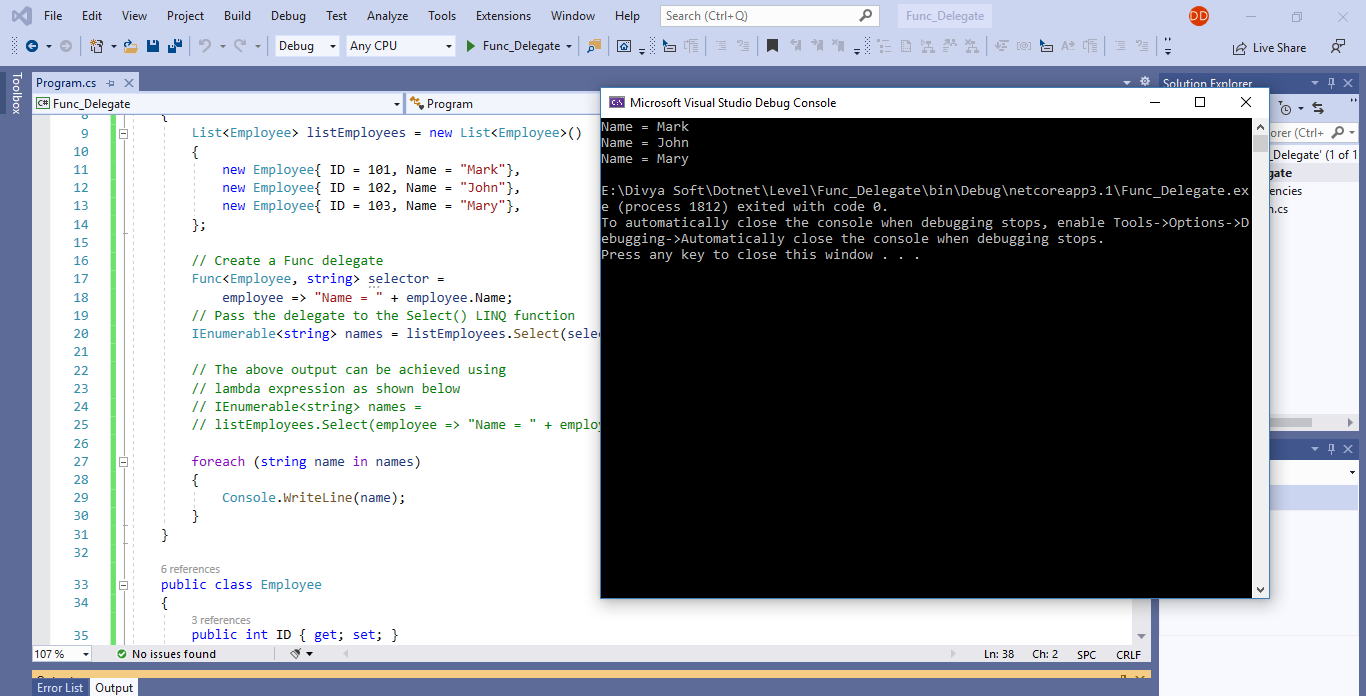 File Edit View Project Build Debug Test Analyze Tools Extensions Window Help Search (Ctrl+Q) Func_Delegate DD
Debug Any CPU Func_Delegate Live Share
Toolbox
Program.cs
Func_Delegate Program
9 List<Employee> listEmployees = new List<Employee>()
10 {
11 new Employee{ ID = 101, Name = "Mark"},
12 new Employee{ ID = 102, Name = "John"},
13 new Employee{ ID = 103, Name = "Mary"},
14 };
15
16 // Create a Func delegate
17 Func<Employee, string> selector =
18 employee => "Name = " + employee.Name;
19 // Pass the delegate to the Select() LINQ function
20 IEnumerable<string> names = listEmployees.Select(sele
21
22 // The above output can be achieved using
23 // lambda expression as shown below
24 // IEnumerable<string> names =
25 // listEmployees.Select(employee => "Name = " + emplo
26
27 foreach (string name in names)
28 {
29 Console.WriteLine(name);
30 }
31 }
32
6 references
33 public class Employee
34 {
3 references
35 public int ID { get; set; }
107 % No issues found Ln: 38 Ch: 2 SPC CRLF
Error List Output
Microsoft Visual Studio Debug Console
Name = Mark
Name = John
Name = Mary
E:\Divya Soft\Dotnet\Level\Func_Delegate\bin\Debug\netcoreapp3.1\Func_Delegate.ex
e (process 1812) exited with code 0.
To automatically close the console when debugging stops, enable Tools->Options->D
ebugging->Automatically close the console when debugging stops.
Press any key to close this window . . .
Solution Explorer
orer (Ctrl+
_Delegate' (1 of 1
gate
encies
n.cs